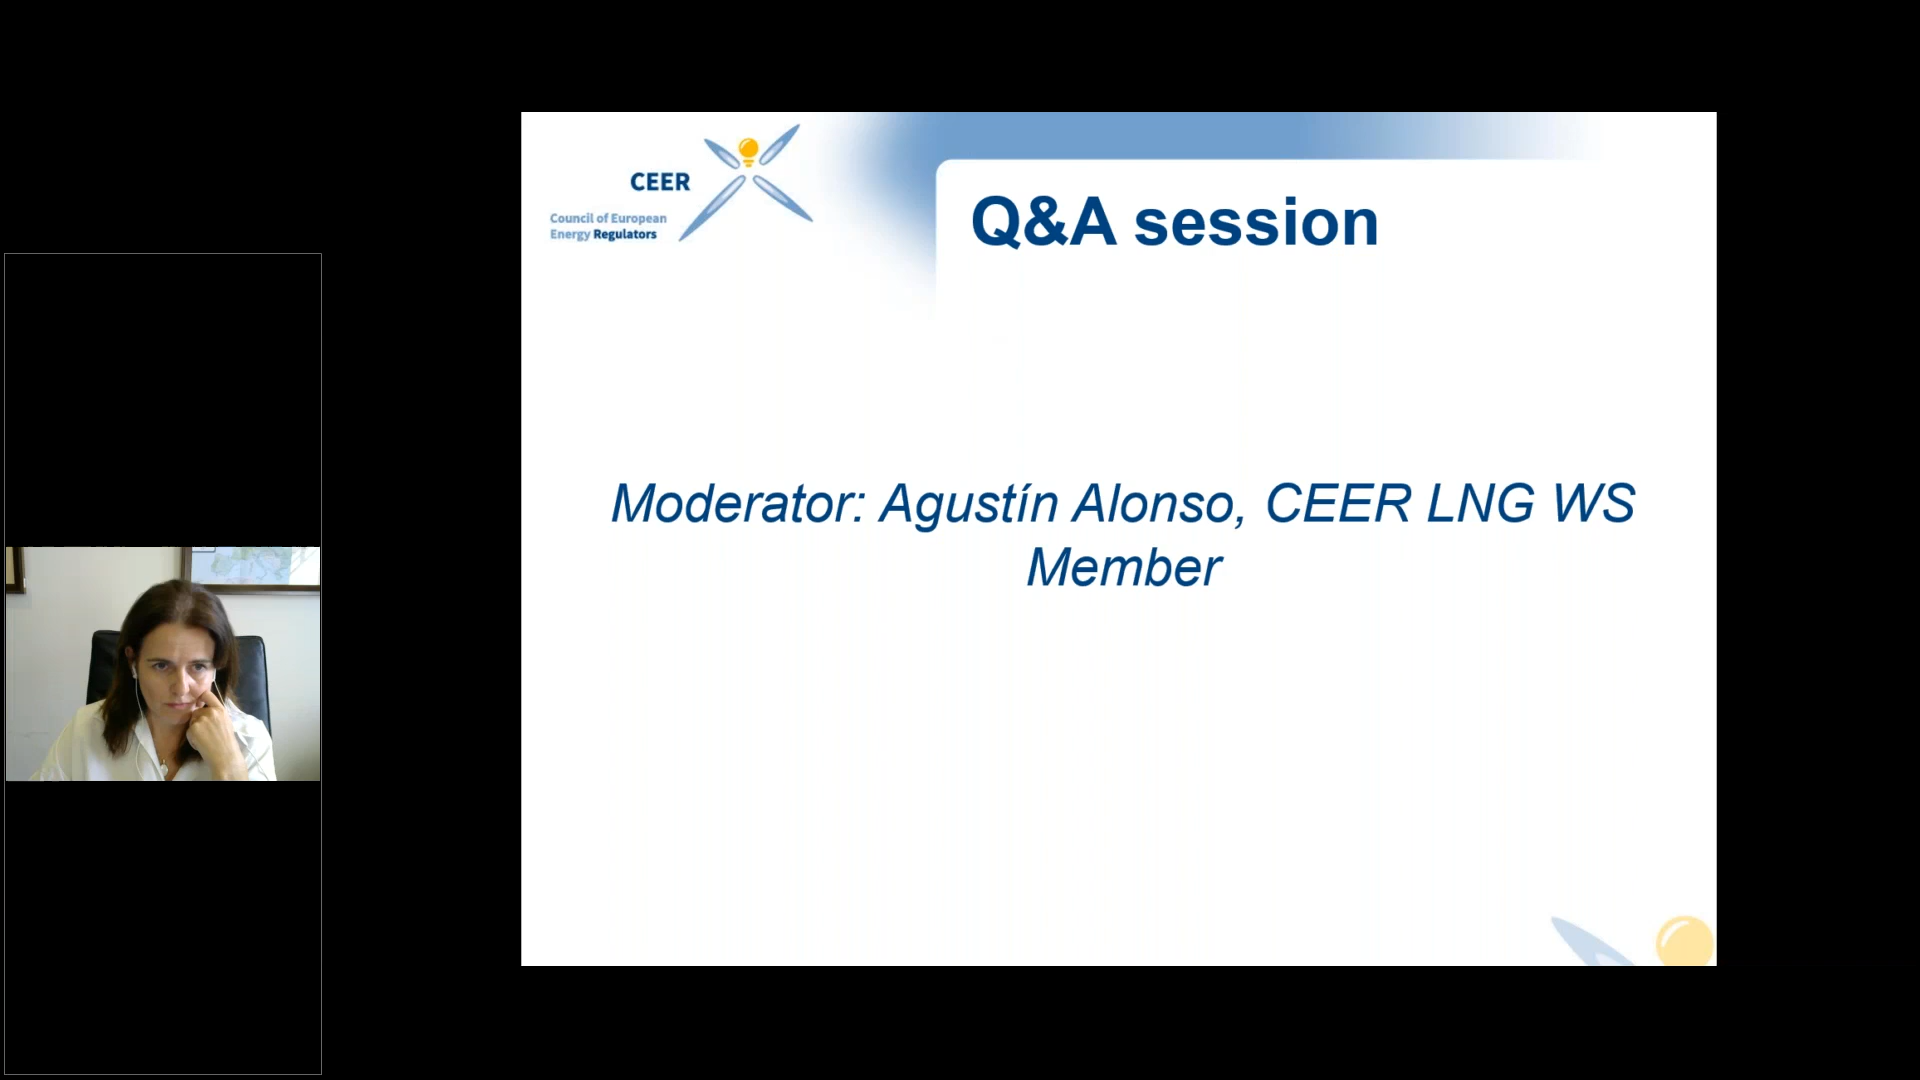 CEER
Council of European
Energy Regulators
Q&A session
Moderator: Agustín Alonso, CEER LNG WS
Member